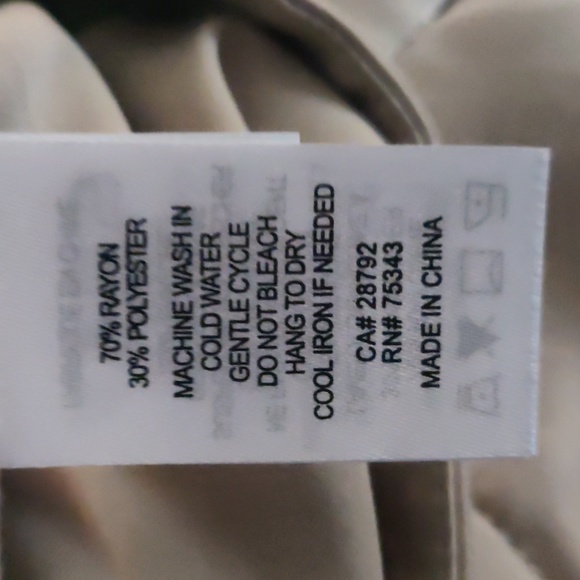 70% RAYON
30% POLYESTER
MACHINE WASH IN
COLD WATER
GENTLE CYCLE
DO NOT BLEACH
HANG TO DRY
COOL IRON IF NEEDED
CA# 28792
RN# 75343
MADE IN CHINA